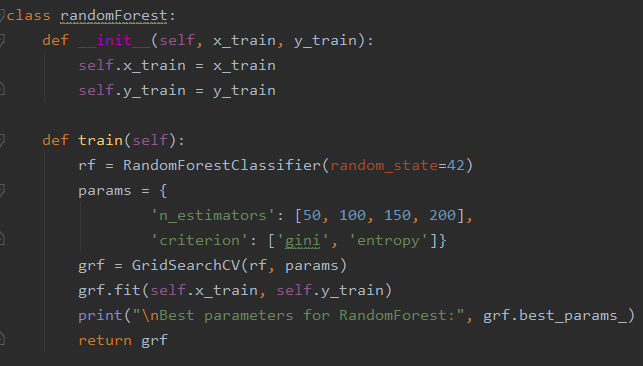 class randomForest:
    def __init__(self, x_train, y_train):
        self.x_train = x_train
        self.y_train = y_train

    def train(self):
        rf = RandomForestClassifier(random_state=42)
        params = {
                'n_estimators': [50, 100, 150, 200],
                'criterion': ['gini', 'entropy']}
        grf = GridSearchCV(rf, params)
        grf.fit(self.x_train, self.y_train)
        print("\nBest parameters for RandomForest:", grf.best_params_)
        return grf